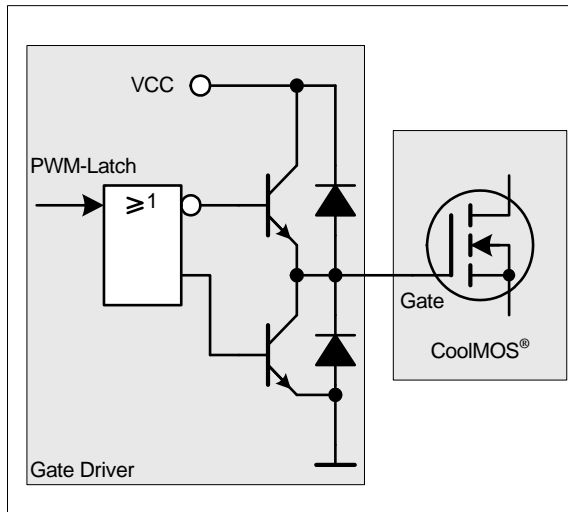 VCC
PWM-Latch
≥1
Gate
CoolMOS®
Gate Driver